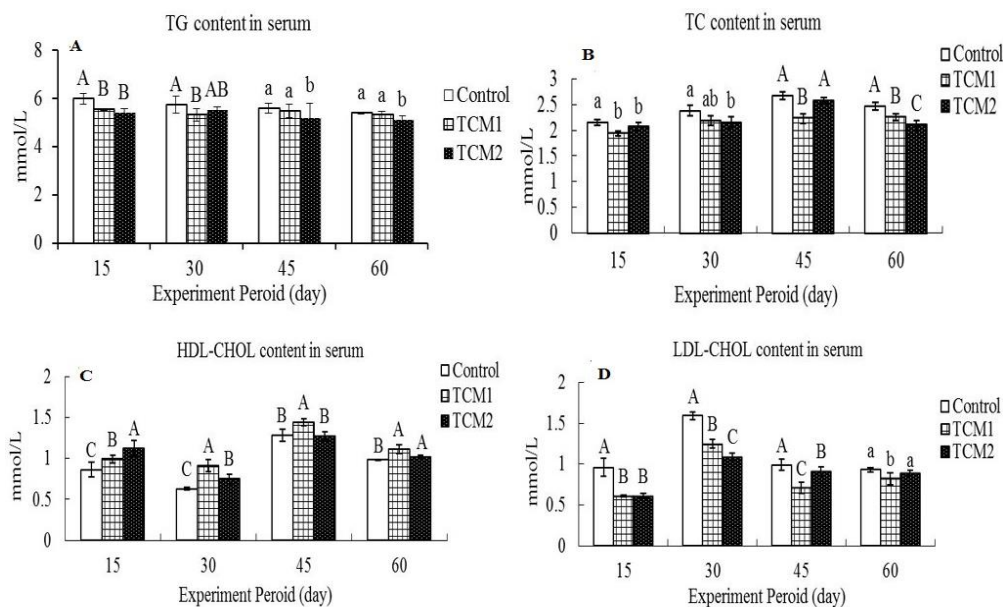 TG content in serum
A
8
6
4
2
0
mmol/L
A B B
A B AB
a a b
a a b
Control
TCM1
TCM2
15 30 45 60
Experiment Peroid (day)
TC content in serum
B
3
2.5
2
1.5
1
0.5
0
mmol/L
a b b
a ab b
A B A
A B C
Control
TCM1
TCM2
15 30 45 60
Experiment Peroid (day)
HDL-CHOL content in serum
C
2
1.5
1
0.5
0
mmol/L
C B A
C A B
B A B
B A A
Control
TCM1
TCM2
15 30 45 60
Experiment Peroid (day)
LDL-CHOL content in serum
D
2
1.5
1
0.5
0
mmol/L
A B B
A B C
A C B
a b a
Control
TCM1
TCM2
15 30 45 60
Experiment Peroid (day)